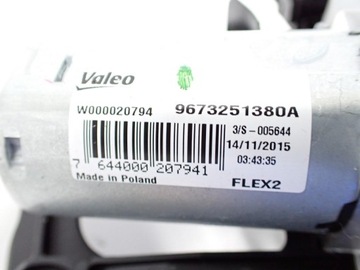 Valeo
W000020794 9673251380A
3/S-005644
14/11/2015
03:43:35
7 644000 207941
Made in Poland FLEX2